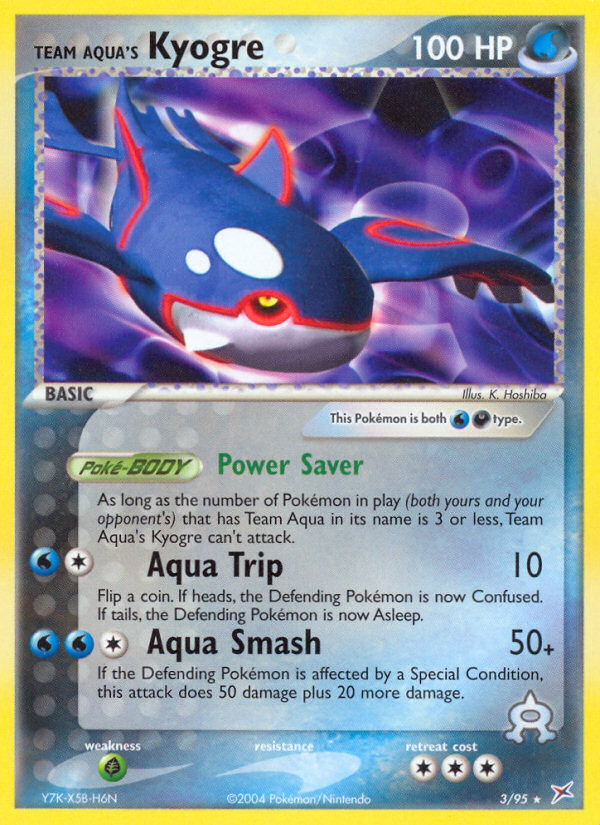 TEAM AQUA'S Kyogre 100 HP
BASIC
Illus. K. Hoshiba
This Pokémon is both type.
Poké-BODY Power Saver
As long as the number of Pokémon in play (both yours and your
opponent's) that has Team Aqua in its name is 3 or less, Team
Aqua's Kyogre can't attack.
Aqua Trip 10
Flip a coin. If heads, the Defending Pokémon is now Confused.
If tails, the Defending Pokémon is now Asleep.
Aqua Smash 50+
If the Defending Pokémon is affected by a Special Condition,
this attack does 50 damage plus 20 more damage.
weakness resistance retreat cost
Y7K-X5B-H6N ©2004 Pokémon/Nintendo 3/95 ★